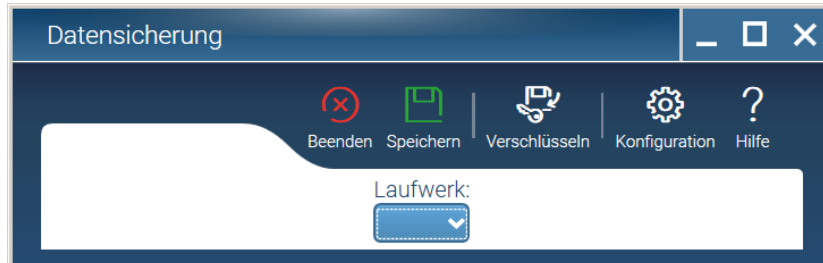 Datensicherung
Beenden Speichern Verschlüsseln Konfiguration Hilfe
Laufwerk: